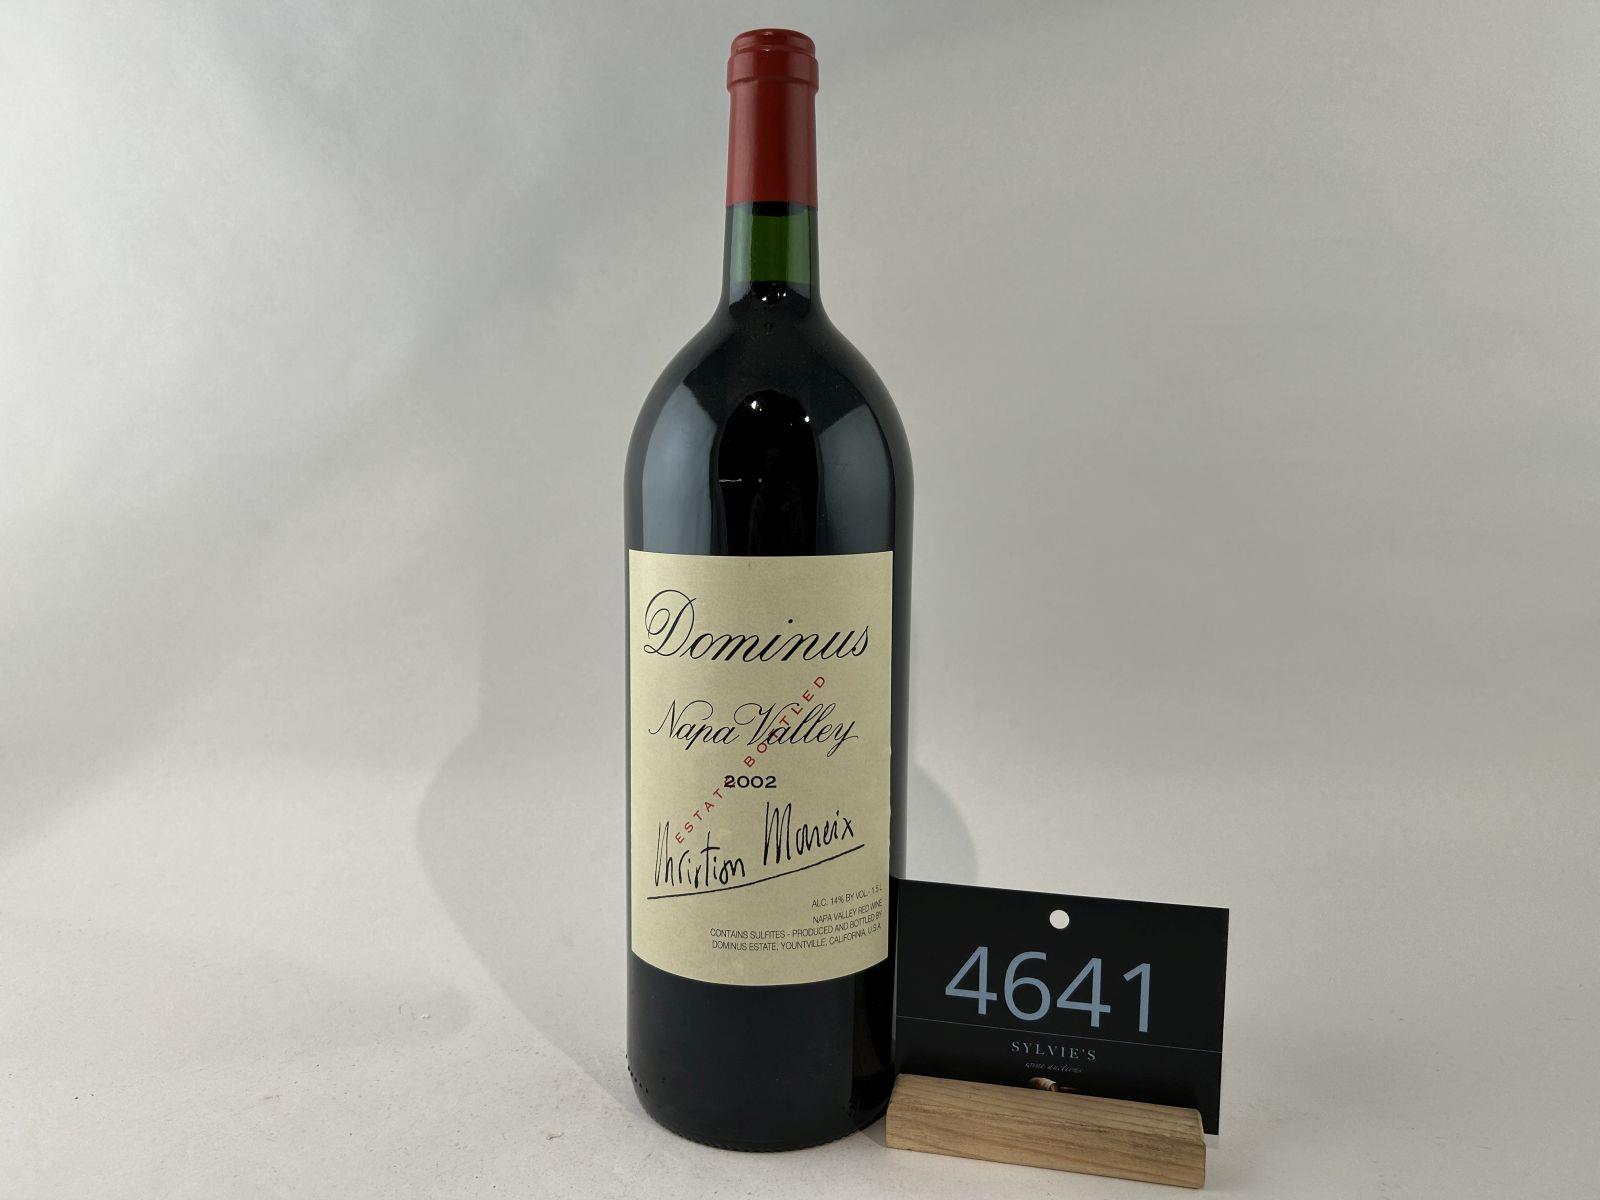 Dominus
Napa Valley
ESTATE BOTTLED
2002
Christian Moueix
ALC. 14% BY VOL - 1.5 L
NAPA VALLEY RED WINE
CONTAINS SULFITES - PRODUCED AND BOTTLED BY
DOMINUS ESTATE, YOUNTVILLE, CALIFORNIA, U.S.A.
4641
SYLVIE'S
wine auctions